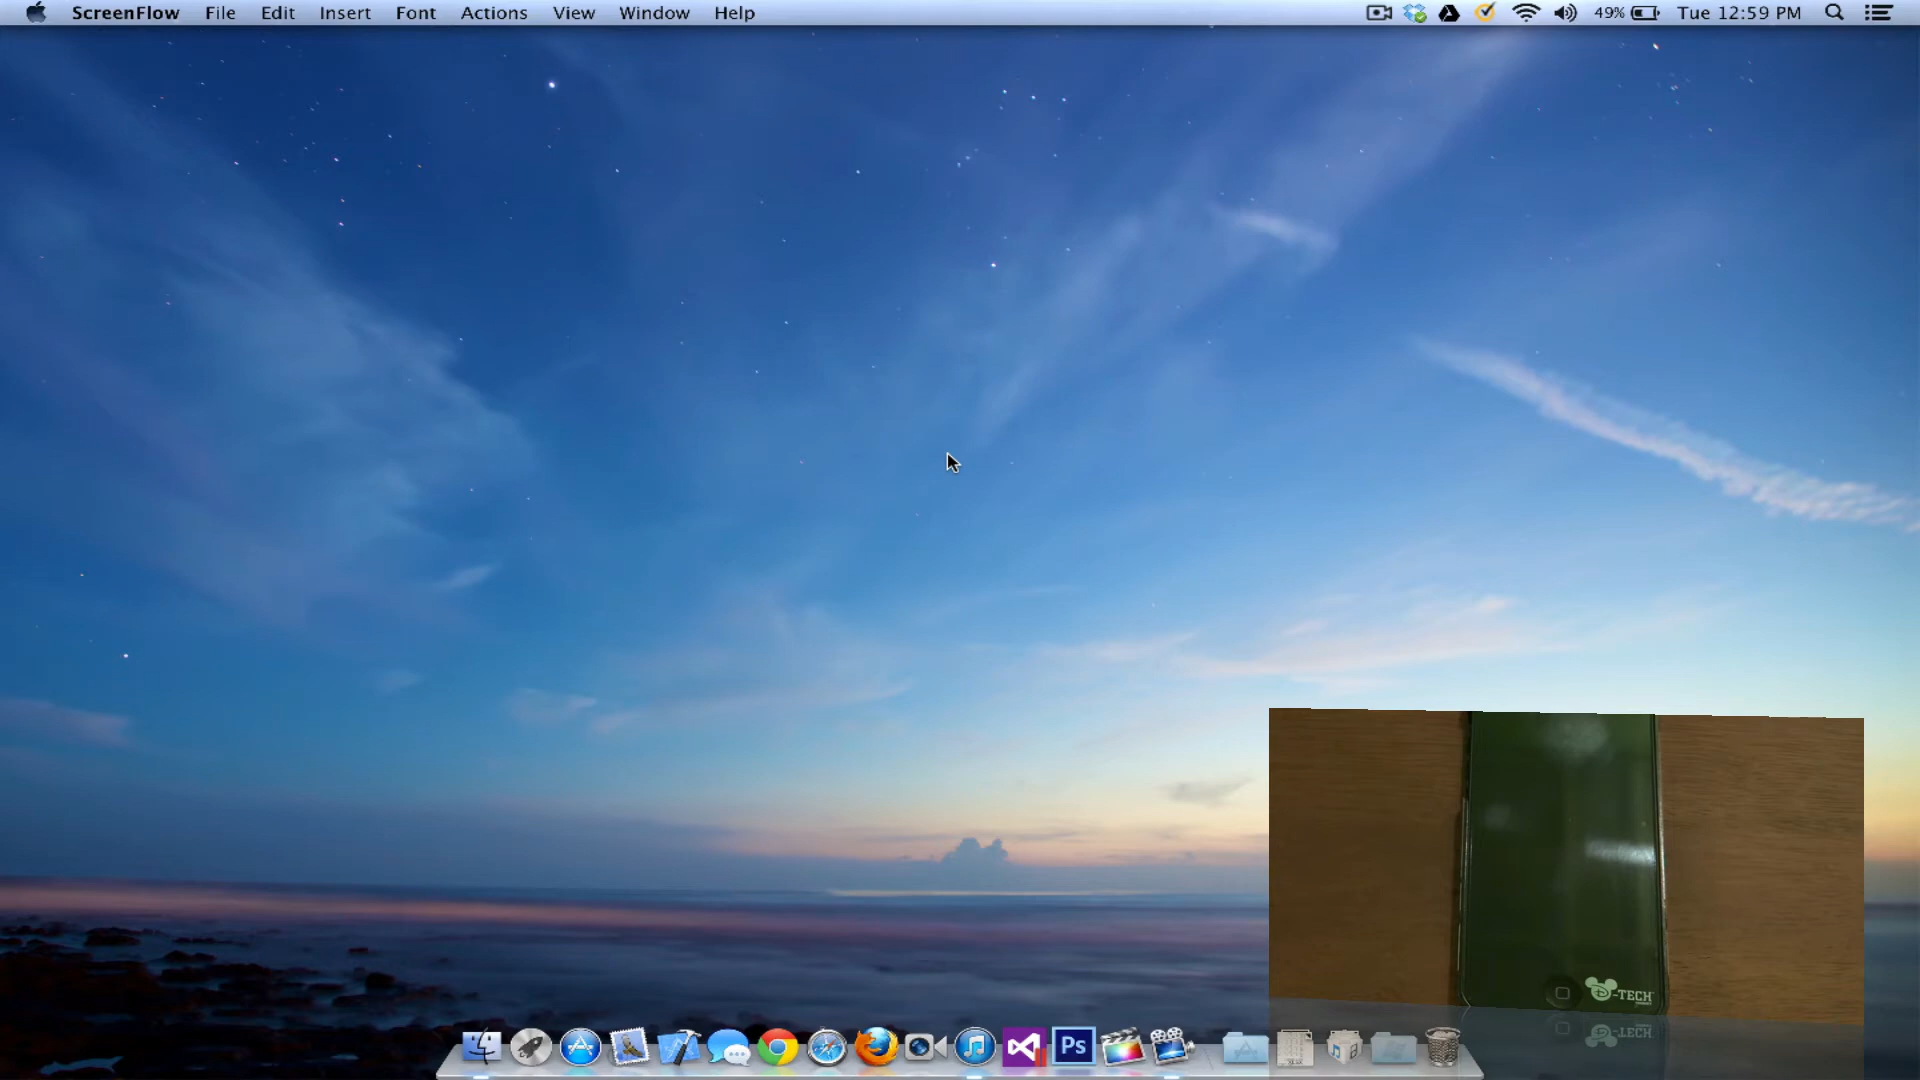 ScreenFlow File Edit Insert Font Actions View Window Help 49% Tue 12:59 PM
-TECH
Ps